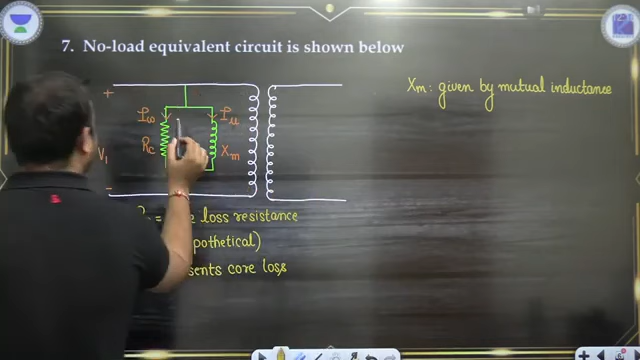 7. No-load equivalent circuit is shown below
Xm : given by mutual inductance
+
Iω
Iμ
Rc
Xm
V1
-
= loss resistance
pothetical)
sents core loss